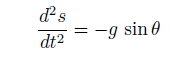 d²s/dt² = −g sin θ